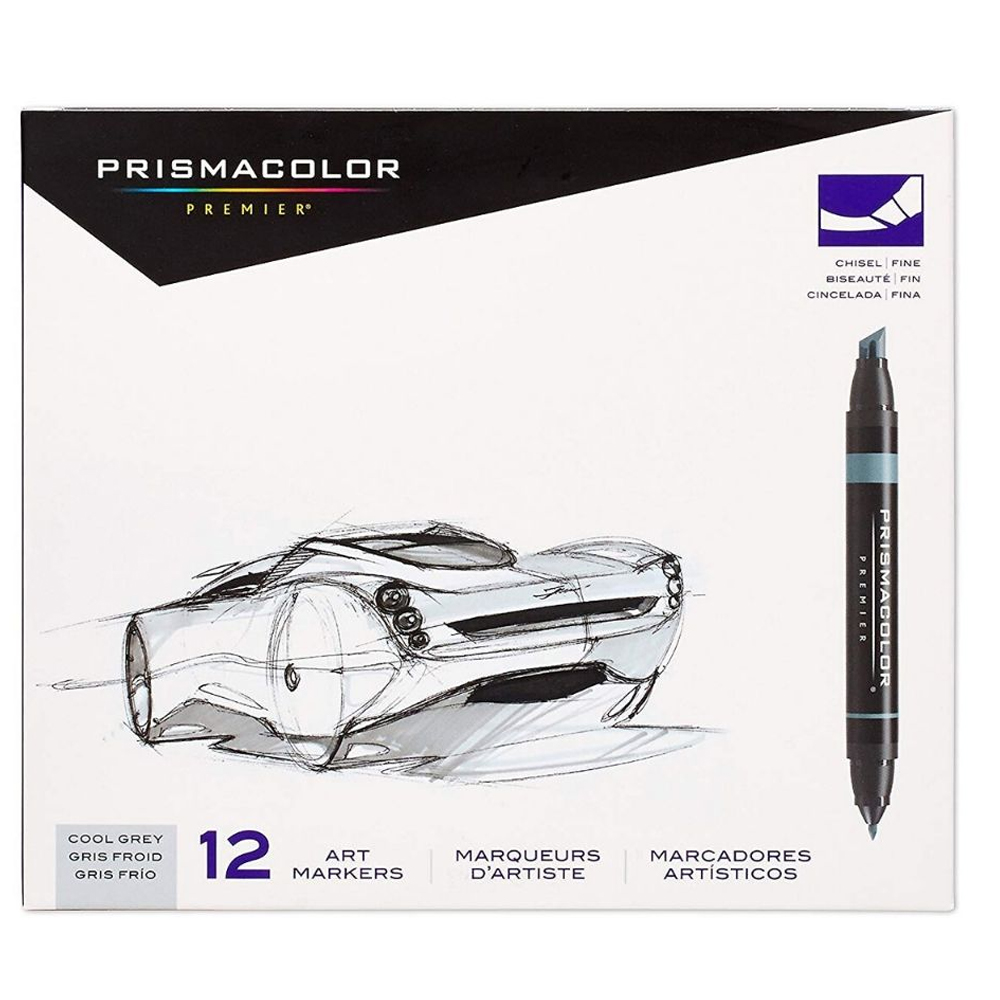 PRISMACOLOR
PREMIER®
CHISEL | FINE
BISEAUTÉ | FIN
CINCELADA | FINA
PRISMACOLOR®
PREMIER
COOL GREY
GRIS FROID
GRIS FRÍO
12
ART
MARKERS
MARQUEURS
D'ARTISTE
MARCADORES
ARTÍSTICOS